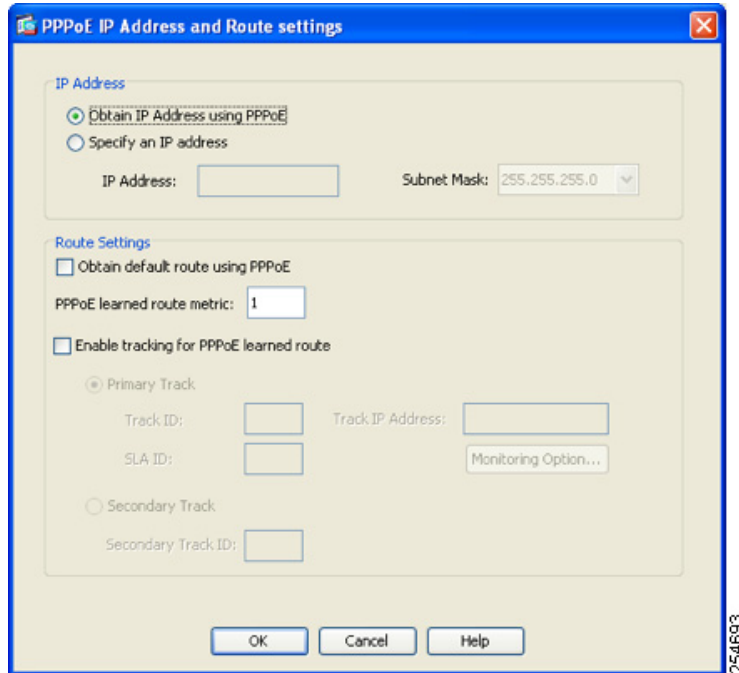 PPPoE IP Address and Route settings
IP Address
Obtain IP Address using PPPoE
Specify an IP address
IP Address: Subnet Mask: 255.255.255.0
Route Settings
Obtain default route using PPPoE
PPPoE learned route metric: 1
Enable tracking for PPPoE learned route
Primary Track
Track ID: Track IP Address:
SLA ID: Monitoring Option...
Secondary Track
Secondary Track ID:
OK Cancel Help
254693